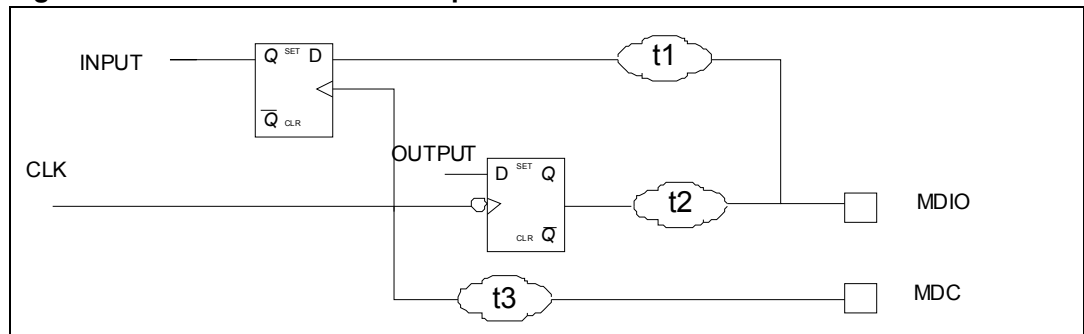 INPUT
Q SET D
Q CLR
t1
CLK
OUTPUT
D SET Q
CLR Q
t2
MDIO
t3
MDC